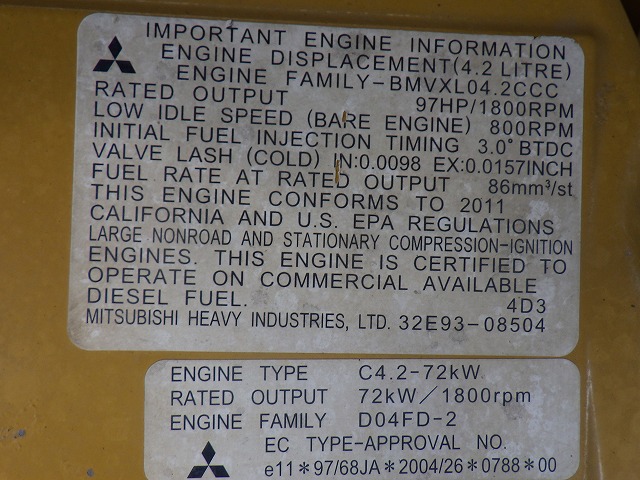 IMPORTANT ENGINE INFORMATION
ENGINE DISPLACEMENT(4.2 LITRE)
ENGINE FAMILY-BMVXL04.2CCC
RATED OUTPUT 97HP/1800RPM
LOW IDLE SPEED (BARE ENGINE) 800RPM
INITIAL FUEL INJECTION TIMING 3.0° BTDC
VALVE LASH (COLD) IN:0.0098 EX:0.0157INCH
FUEL RATE AT RATED OUTPUT 86mm³/st
THIS ENGINE CONFORMS TO 2011
CALIFORNIA AND U.S. EPA REGULATIONS
LARGE NONROAD AND STATIONARY COMPRESSION-IGNITION
ENGINES. THIS ENGINE IS CERTIFIED TO
OPERATE ON COMMERCIAL AVAILABLE
DIESEL FUEL. 4D3
MITSUBISHI HEAVY INDUSTRIES, LTD. 32E93-08504
ENGINE TYPE C4.2-72kW
RATED OUTPUT 72kW/1800rpm
ENGINE FAMILY D04FD-2
EC TYPE-APPROVAL NO.
e11*97/68JA*2004/26*0788*00